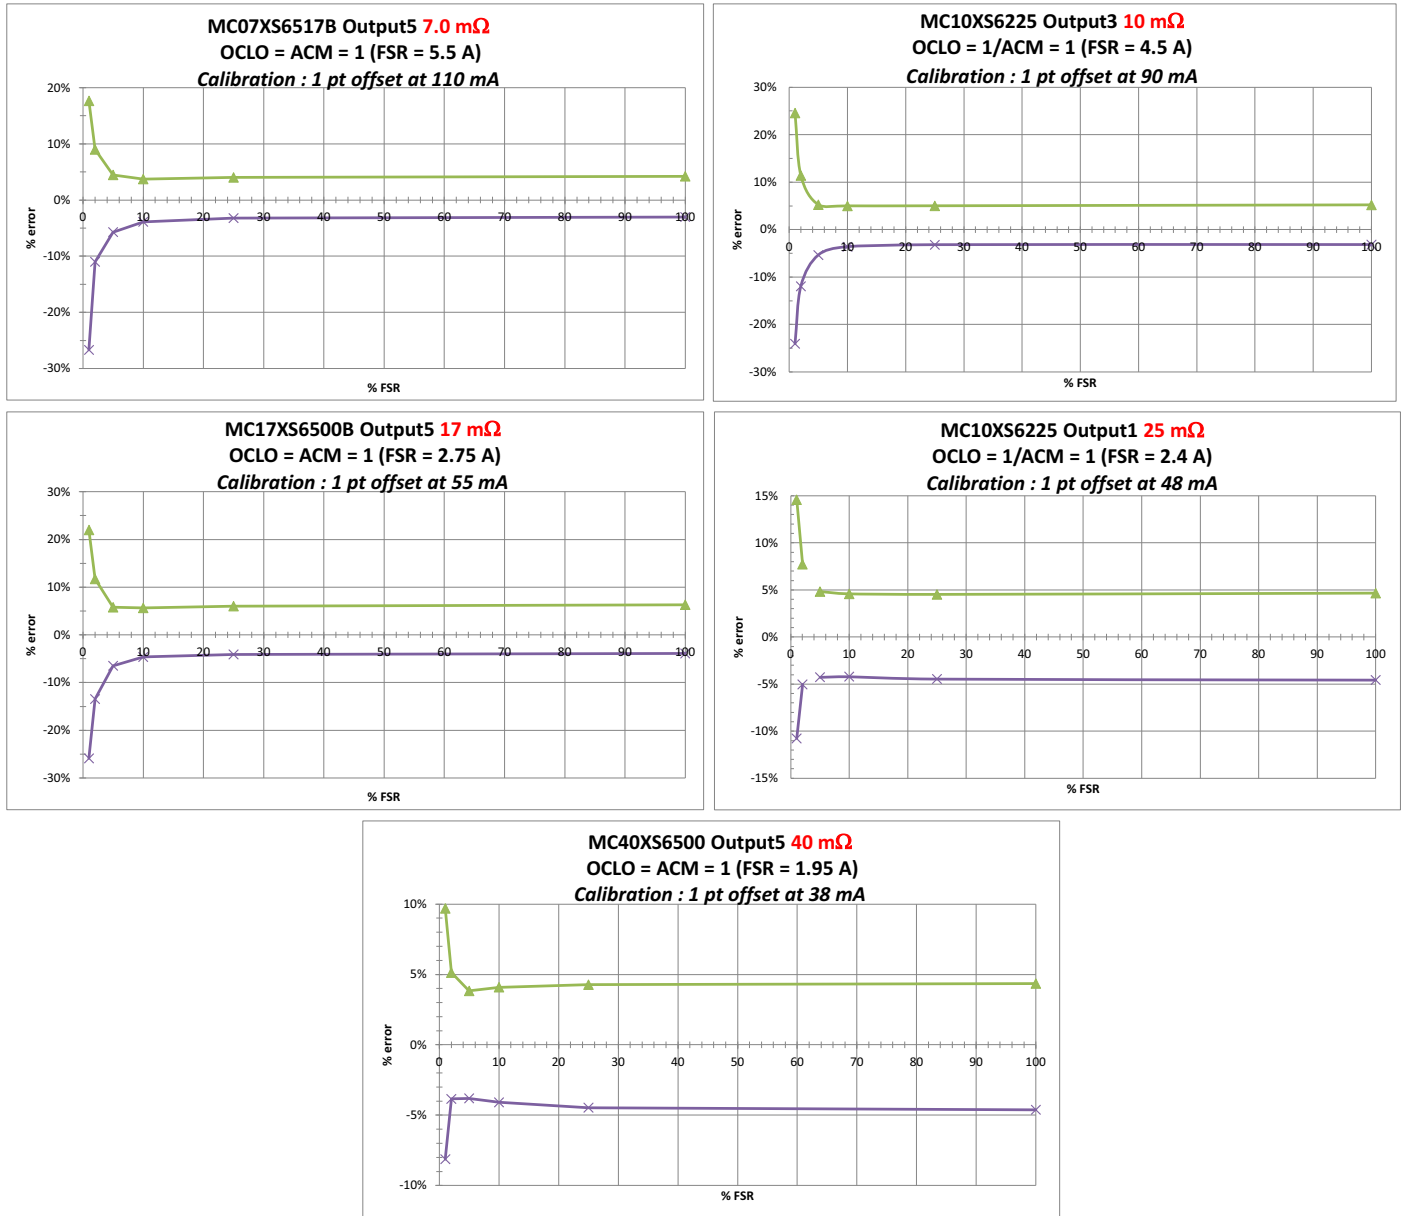 MC07XS6517B Output5 7.0 mΩ
OCLO = ACM = 1 (FSR = 5.5 A)
Calibration : 1 pt offset at 110 mA
20%
10%
0%
-10%
-20%
-30%
0 10 20 30 40 50 60 70 80 90 100
% error
% FSR
MC10XS6225 Output3 10 mΩ
OCLO = 1/ACM = 1 (FSR = 4.5 A)
Calibration : 1 pt offset at 90 mA
30%
20%
10%
0%
-10%
-20%
-30%
0 10 20 30 40 50 60 70 80 90 100
% error
% FSR
MC17XS6500B Output5 17 mΩ
OCLO = ACM = 1 (FSR = 2.75 A)
Calibration : 1 pt offset at 55 mA
30%
20%
10%
0%
-10%
-20%
-30%
0 10 20 30 40 50 60 70 80 90 100
% error
% FSR
MC10XS6225 Output1 25 mΩ
OCLO = 1/ACM = 1 (FSR = 2.4 A)
Calibration : 1 pt offset at 48 mA
15%
10%
5%
0%
-5%
-10%
-15%
0 10 20 30 40 50 60 70 80 90 100
% error
% FSR
MC40XS6500 Output5 40 mΩ
OCLO = ACM = 1 (FSR = 1.95 A)
Calibration : 1 pt offset at 38 mA
10%
5%
0%
-5%
-10%
0 10 20 30 40 50 60 70 80 90 100
% error
% FSR